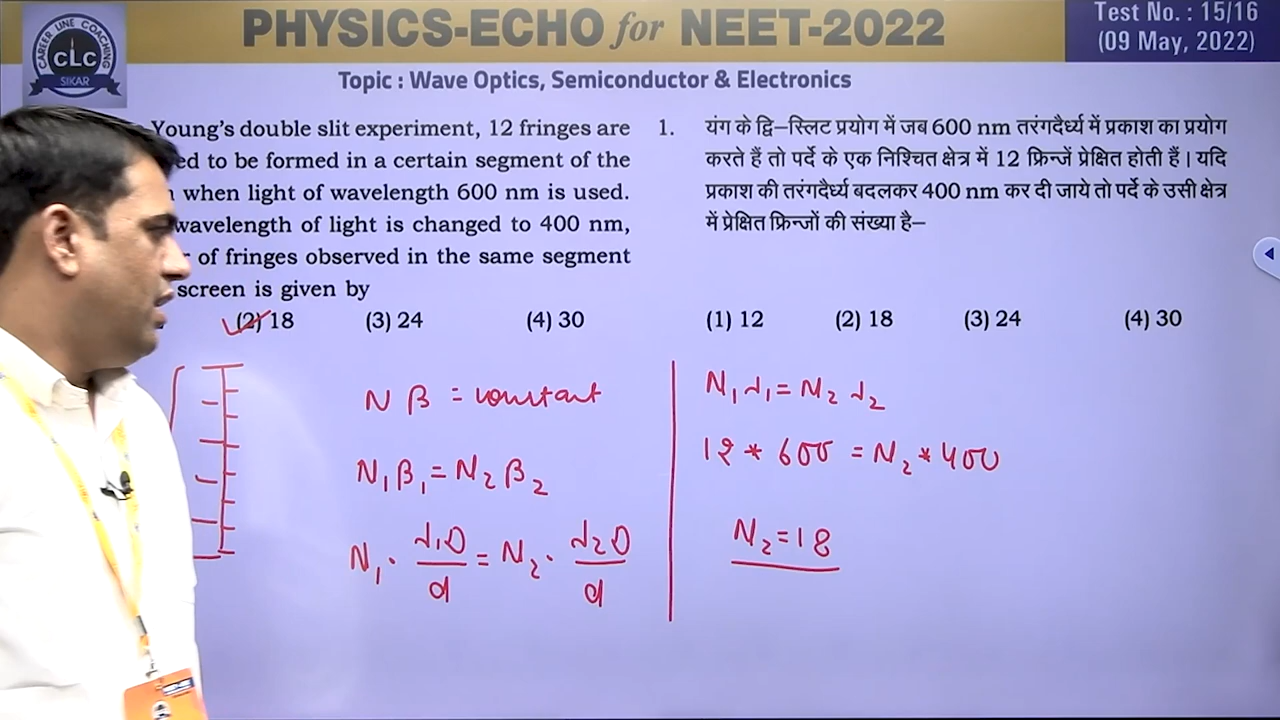 PHYSICS-ECHO for NEET-2022
Test No. : 15/16
(09 May, 2022)
CAREER LINE COACHING
CLC
SIKAR
Topic : Wave Optics, Semiconductor & Electronics
Young's double slit experiment, 12 fringes are
ed to be formed in a certain segment of the
when light of wavelength 600 nm is used.
wavelength of light is changed to 400 nm,
of fringes observed in the same segment
screen is given by
(2) 18 (3) 24 (4) 30
1. यंग के द्वि–स्लिट प्रयोग में जब 600 nm तरंगदैर्ध्य में प्रकाश का प्रयोग
करते हैं तो पर्दे के एक निश्चित क्षेत्र में 12 फ्रिन्जें प्रेक्षित होती हैं। यदि
प्रकाश की तरंगदैर्ध्य बदलकर 400 nm कर दी जाये तो पर्दे के उसी क्षेत्र
में प्रेक्षित फ्रिन्जों की संख्या है–
(1) 12 (2) 18 (3) 24 (4) 30
N β = constant
N₁β₁ = N₂β₂
N₁ · λ₁D/d = N₂ · λ₂D/d
N₁λ₁ = N₂λ₂
12 * 600 = N₂ * 400
N₂ = 18